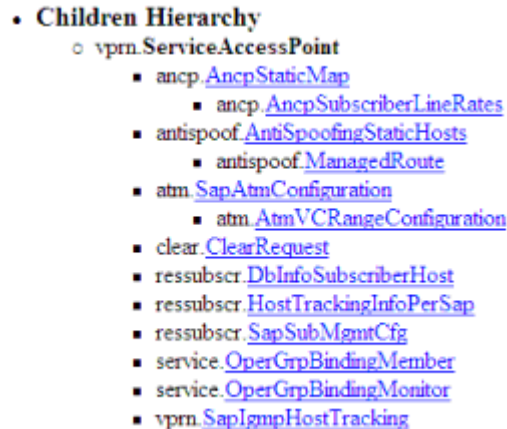 Children Hierarchy
vprn.ServiceAccessPoint
ancp.AncpStaticMap
ancp.AncpSubscriberLineRates
antispoof.AntiSpoofingStaticHosts
antispoof.ManagedRoute
atm.SapAtmConfiguration
atm.AtmVCRangeConfiguration
clear.ClearRequest
ressubscr.DbInfoSubscriberHost
ressubscr.HostTrackingInfoPerSap
ressubscr.SapSubMgmtCfg
service.OperGrpBindingMember
service.OperGrpBindingMonitor
vprn.SapIgmpHostTracking